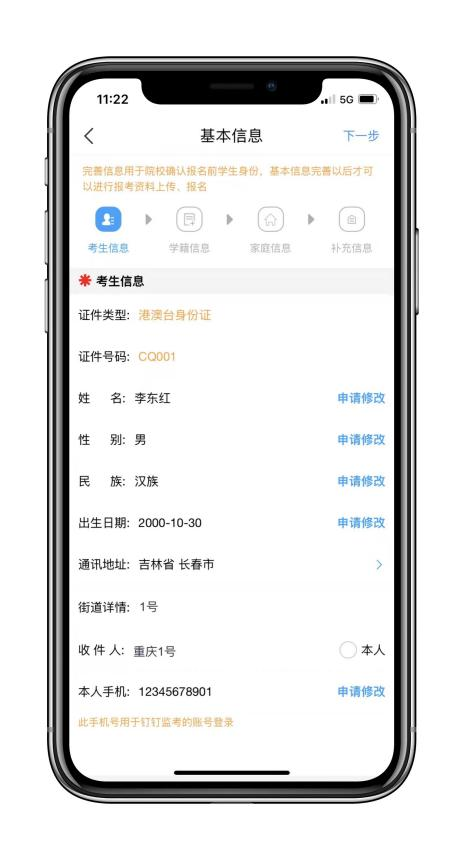 11:22
5G
基本信息
下一步
完善信息用于院校确认报名前学生身份，基本信息完善以后才可
以进行报考资料上传、报名
考生信息
学籍信息
家庭信息
补充信息
考生信息
证件类型: 港澳台身份证
证件号码: CQ001
姓 名: 李东红 申请修改
性 别: 男 申请修改
民 族: 汉族 申请修改
出生日期: 2000-10-30 申请修改
通讯地址: 吉林省 长春市
街道详情: 1号
收 件 人: 重庆1号 本人
本人手机: 12345678901 申请修改
此手机号用于钉钉监考的账号登录